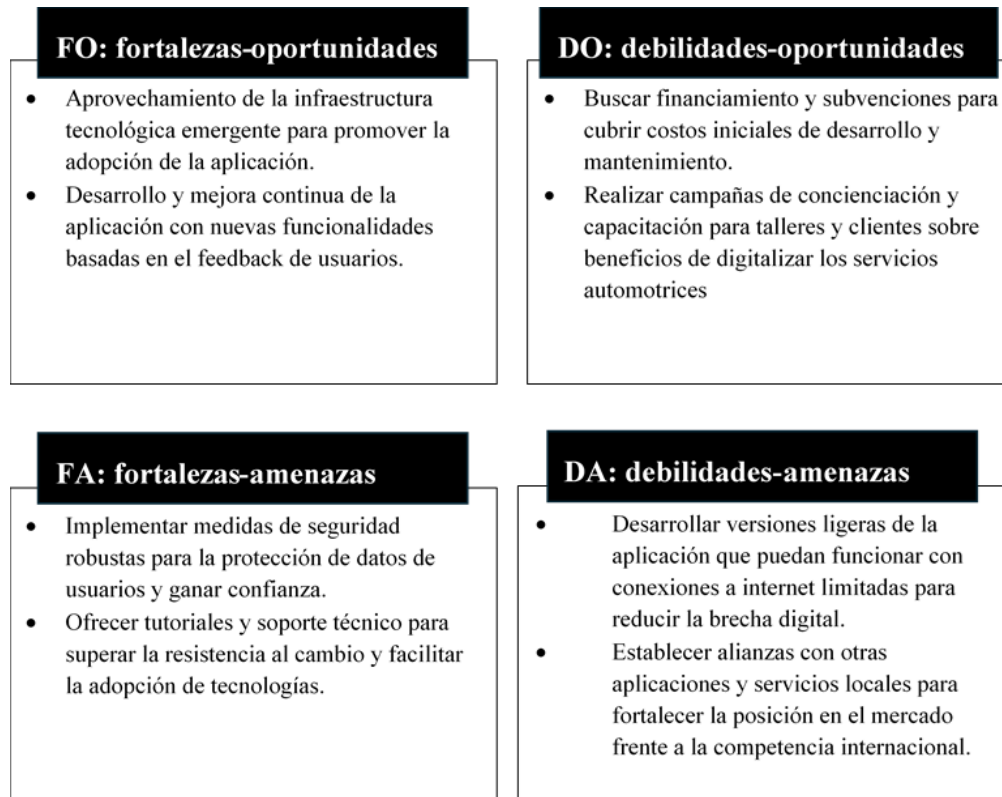 FO: fortalezas-oportunidades
• Aprovechamiento de la infraestructura
tecnológica emergente para promover la
adopción de la aplicación.
• Desarrollo y mejora continua de la
aplicación con nuevas funcionalidades
basadas en el feedback de usuarios.
DO: debilidades-oportunidades
• Buscar financiamiento y subvenciones para
cubrir costos iniciales de desarrollo y
mantenimiento.
• Realizar campañas de concienciación y
capacitación para talleres y clientes sobre
beneficios de digitalizar los servicios
automotrices
FA: fortalezas-amenazas
• Implementar medidas de seguridad
robustas para la protección de datos de
usuarios y ganar confianza.
• Ofrecer tutoriales y soporte técnico para
superar la resistencia al cambio y facilitar
la adopción de tecnologías.
DA: debilidades-amenazas
• Desarrollar versiones ligeras de la
aplicación que puedan funcionar con
conexiones a internet limitadas para
reducir la brecha digital.
• Establecer alianzas con otras
aplicaciones y servicios locales para
fortalecer la posición en el mercado
frente a la competencia internacional.